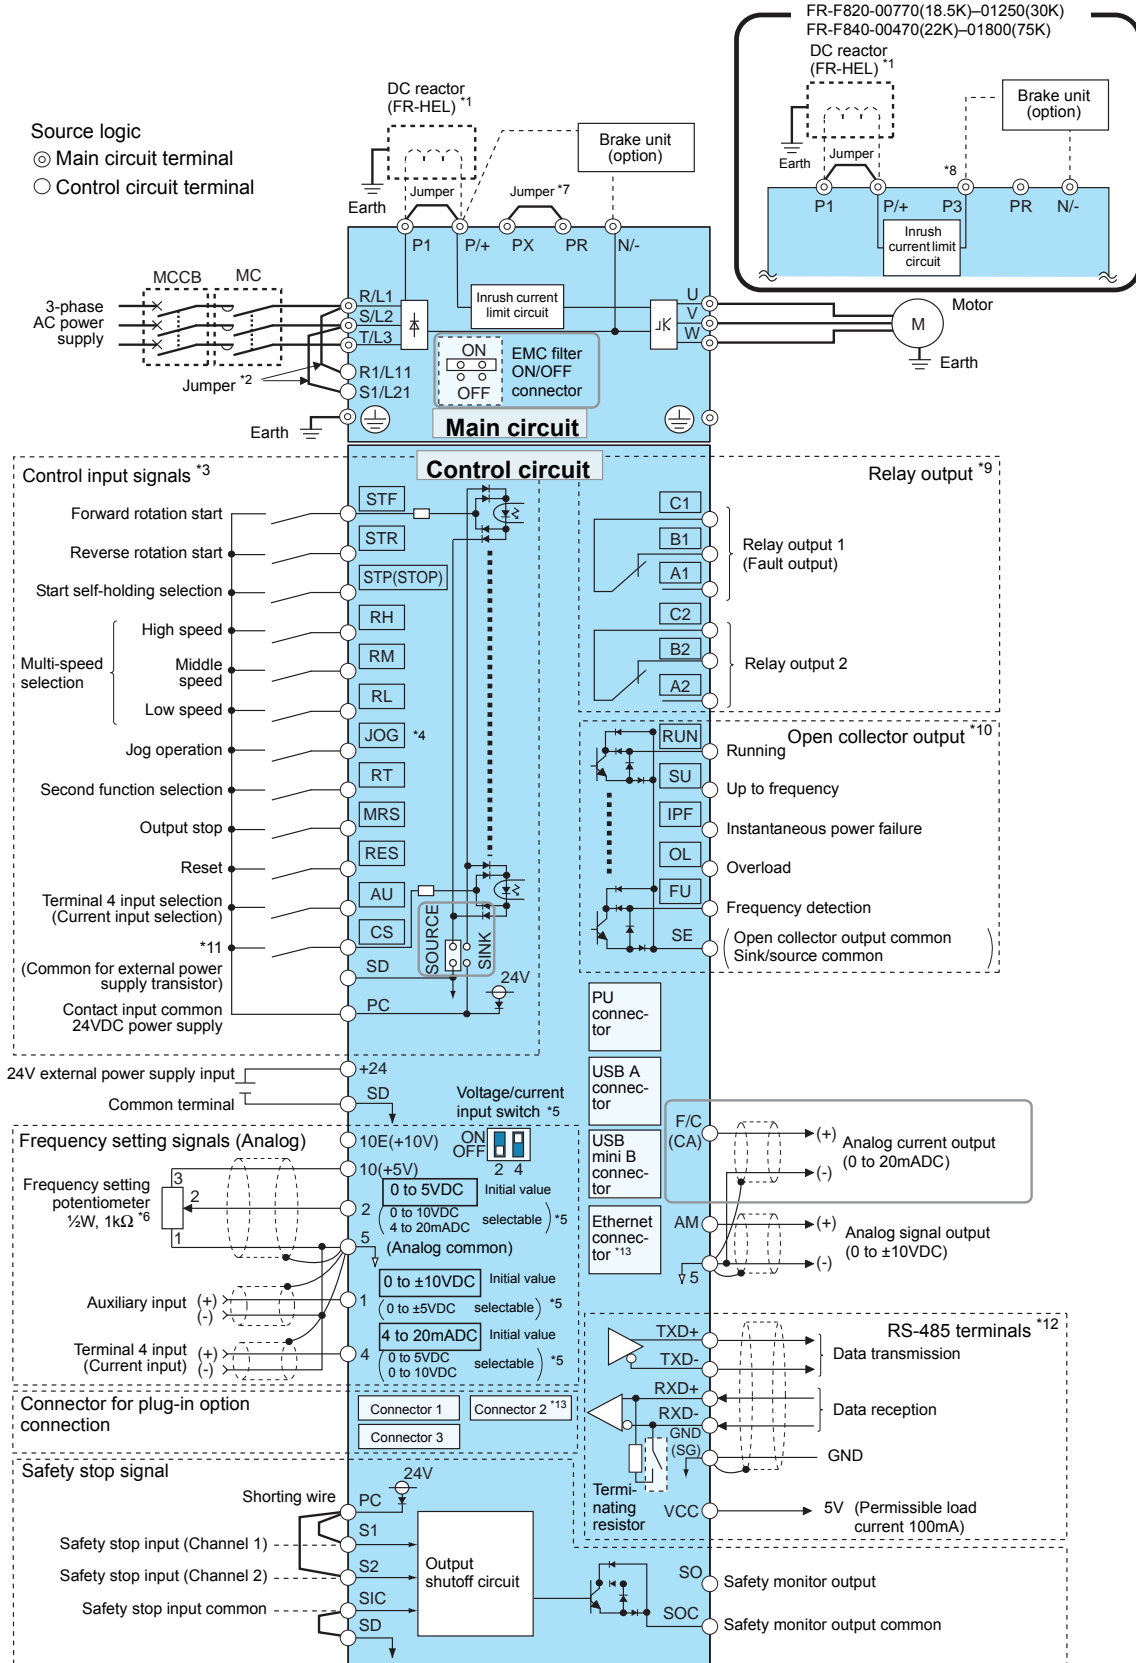 FR-F820-00770(18.5K)–01250(30K)
FR-F840-00470(22K)–01800(75K)
DC reactor
(FR-HEL) *1
Brake unit
(option)
Earth
Jumper
*8
P1
P/+
P3
PR
N/-
Inrush
current limit
circuit
Source logic
Main circuit terminal
Control circuit terminal
DC reactor
(FR-HEL) *1
Brake unit
(option)
Earth
Jumper
Jumper *7
P1
P/+
PX
PR
N/-
MCCB
MC
3-phase
AC power
supply
R/L1
S/L2
T/L3
R1/L11
S1/L21
Jumper *2
Earth
Inrush current
limit circuit
ON
OFF
EMC filter
ON/OFF
connector
U
V
W
M
Motor
Earth
Main circuit
Control circuit
Control input signals *3
Forward rotation start
STF
Reverse rotation start
STR
Start self-holding selection
STP(STOP)
Multi-speed
selection
High speed
RH
Middle
speed
RM
Low speed
RL
Jog operation
JOG *4
Second function selection
RT
Output stop
MRS
Reset
RES
Terminal 4 input selection
(Current input selection)
AU
*11
CS
(Common for external power
supply transistor)
SD
Contact input common
24VDC power supply
PC
SOURCE
SINK
24V
Relay output *9
C1
B1
A1
Relay output 1
(Fault output)
C2
B2
A2
Relay output 2
Open collector output *10
RUN
Running
SU
Up to frequency
IPF
Instantaneous power failure
OL
Overload
FU
Frequency detection
SE
Open collector output common
Sink/source common
24V external power supply input
+24
Common terminal
SD
PU
connec-
tor
USB A
connec-
tor
USB
mini B
connec-
tor
Ethernet
connec-
tor *13
Voltage/current
input switch *5
ON
OFF
2 4
Frequency setting signals (Analog)
10E(+10V)
10(+5V)
Frequency setting
potentiometer
½W, 1kΩ *6
3
2
1
2
0 to 5VDC
Initial value
( 0 to 10VDC
4 to 20mADC
selectable ) *5
5
(Analog common)
Auxiliary input
(+)
(-)
1
0 to ±10VDC
Initial value
( 0 to ±5VDC selectable ) *5
Terminal 4 input
(Current input)
(+)
(-)
4
4 to 20mADC
Initial value
( 0 to 5VDC
0 to 10VDC
selectable ) *5
F/C
(CA)
(+)
(-)
Analog current output
(0 to 20mADC)
AM
5
(+)
(-)
Analog signal output
(0 to ±10VDC)
RS-485 terminals *12
TXD+
TXD-
Data transmission
RXD+
RXD-
Data reception
GND
(SG)
GND
Termi-
nating
resistor
VCC
5V (Permissible load
current 100mA)
Connector for plug-in option
connection
Connector 1
Connector 2 *13
Connector 3
Safety stop signal
Shorting wire
24V
PC
S1
Safety stop input (Channel 1)
S2
Safety stop input (Channel 2)
SIC
Safety stop input common
SD
Output
shutoff circuit
SO
Safety monitor output
SOC
Safety monitor output common